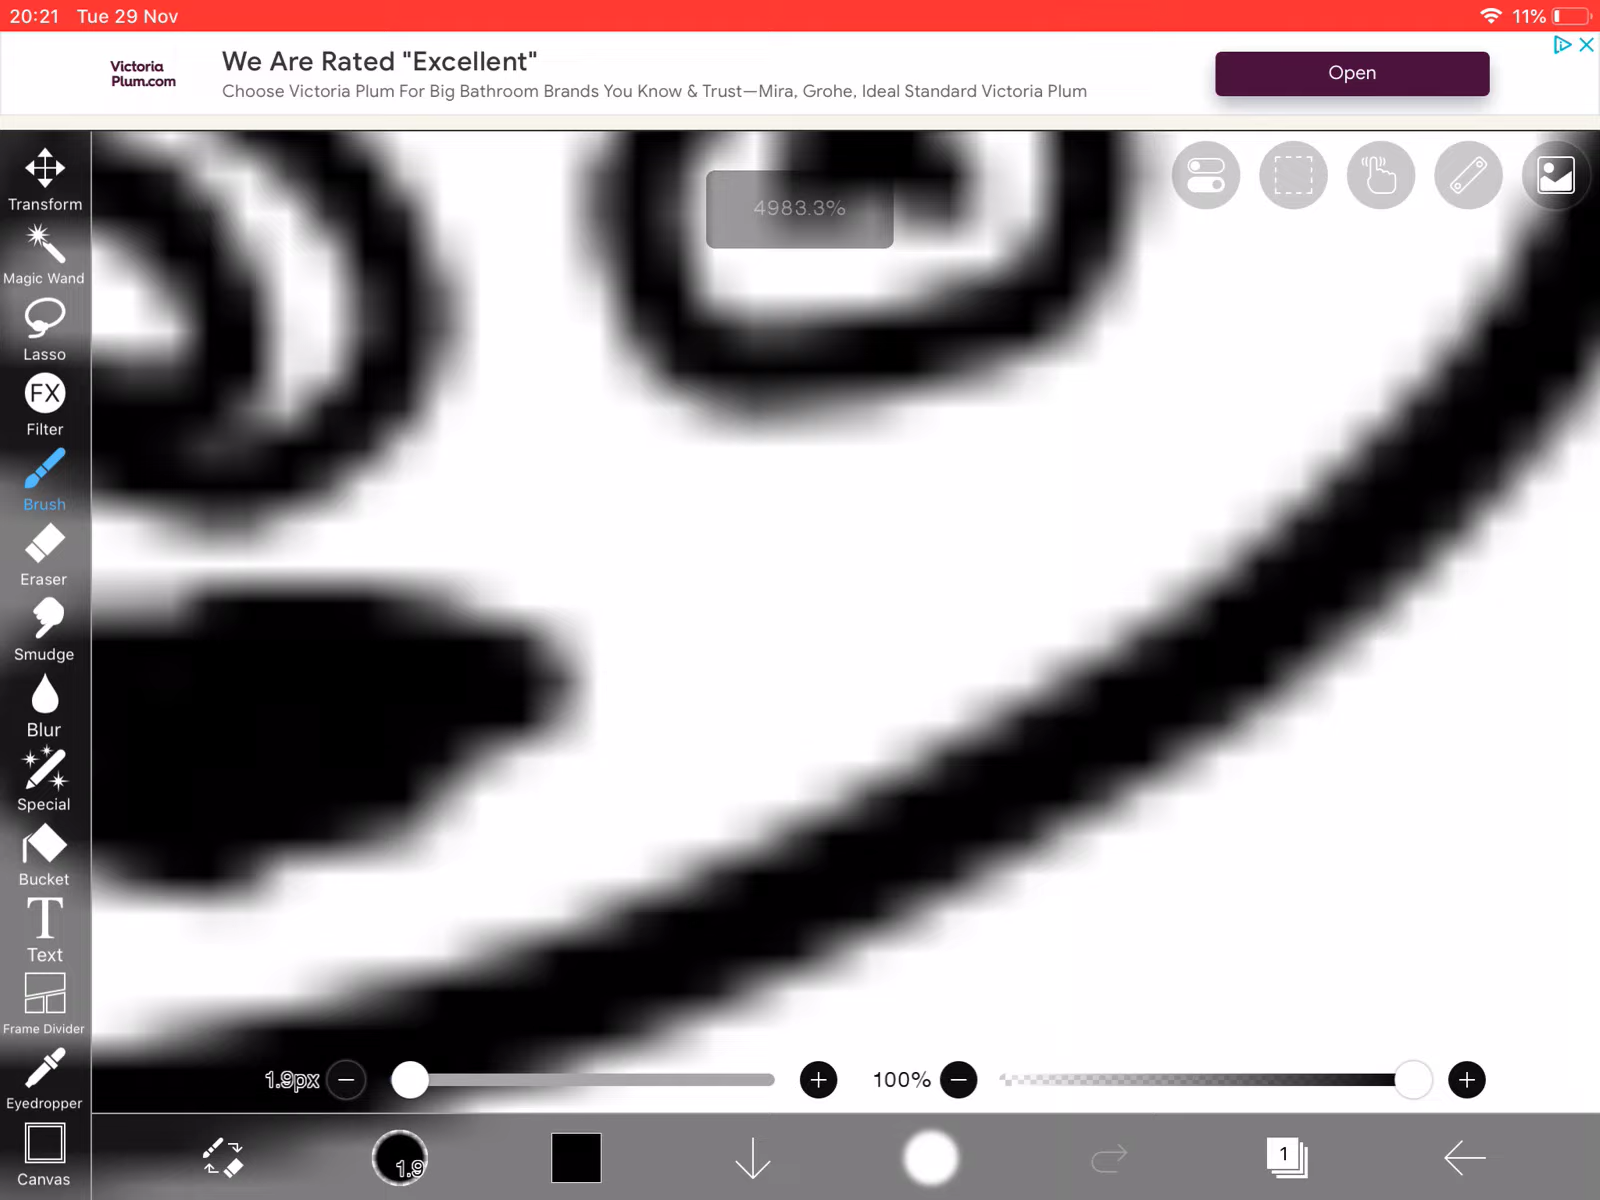 20:21 Tue 29 Nov
11%
Victoria
Plum.com
We Are Rated "Excellent"
Choose Victoria Plum For Big Bathroom Brands You Know & Trust—Mira, Grohe, Ideal Standard Victoria Plum
Open
4983.3%
Transform
Magic Wand
Lasso
FX
Filter
Brush
Eraser
Smudge
Blur
Special
Bucket
T
Text
Frame Divider
Eyedropper
Canvas
1.9px
100%
1.9
1